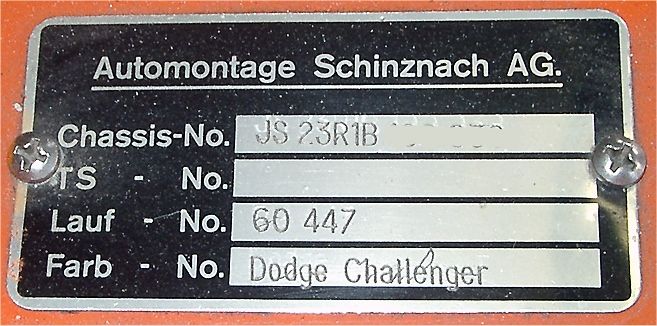 Automontage Schinznach AG.
Chassis-No. JS 23R1B
TS - No.
Lauf - No. 60 447
Farb - No. Dodge Challenger